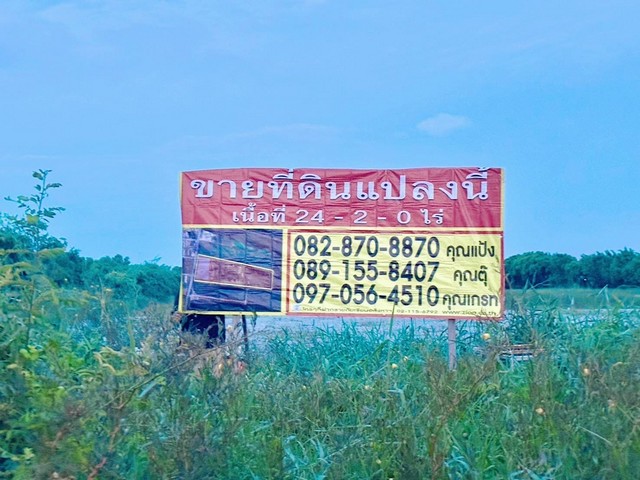 ขายที่ดินแปลงนี้
เนื้อที่ 24 - 2 - 0 ไร่
082-870-8870 คุณแป้ง
089-155-8407 คุณตุ๊
097-056-4510 คุณเกรท